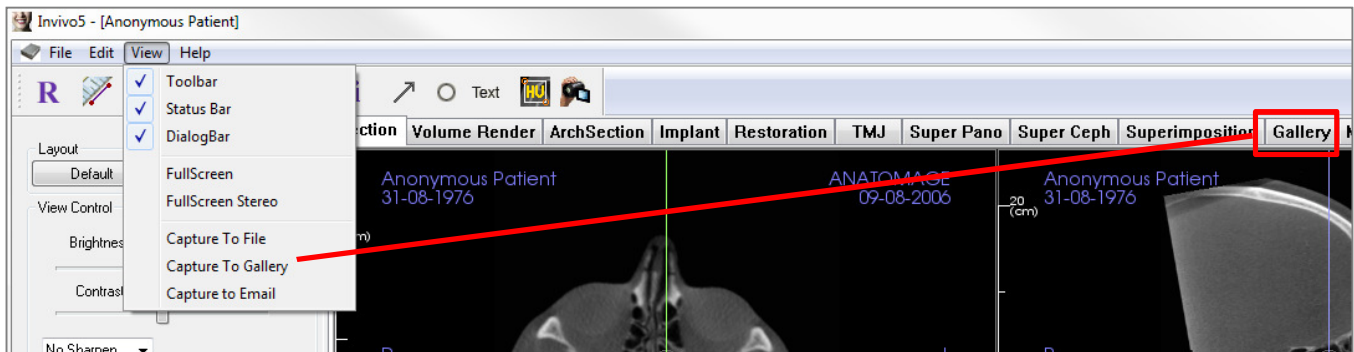 Invivo5 - [Anonymous Patient]
File Edit View Help
R Text HU
Toolbar
Status Bar
DialogBar
FullScreen
FullScreen Stereo
Capture To File
Capture To Gallery
Capture to Email
Layout
Default
View Control
Brightnes
Contrast
No Sharpen
ction Volume Render ArchSection Implant Restoration TMJ Super Pano Super Ceph Superimposition Gallery
Anonymous Patient ANATOMAGE
31-08-1976 09-08-2006
Anonymous Patient
31-08-1976
20
(cm)
m)